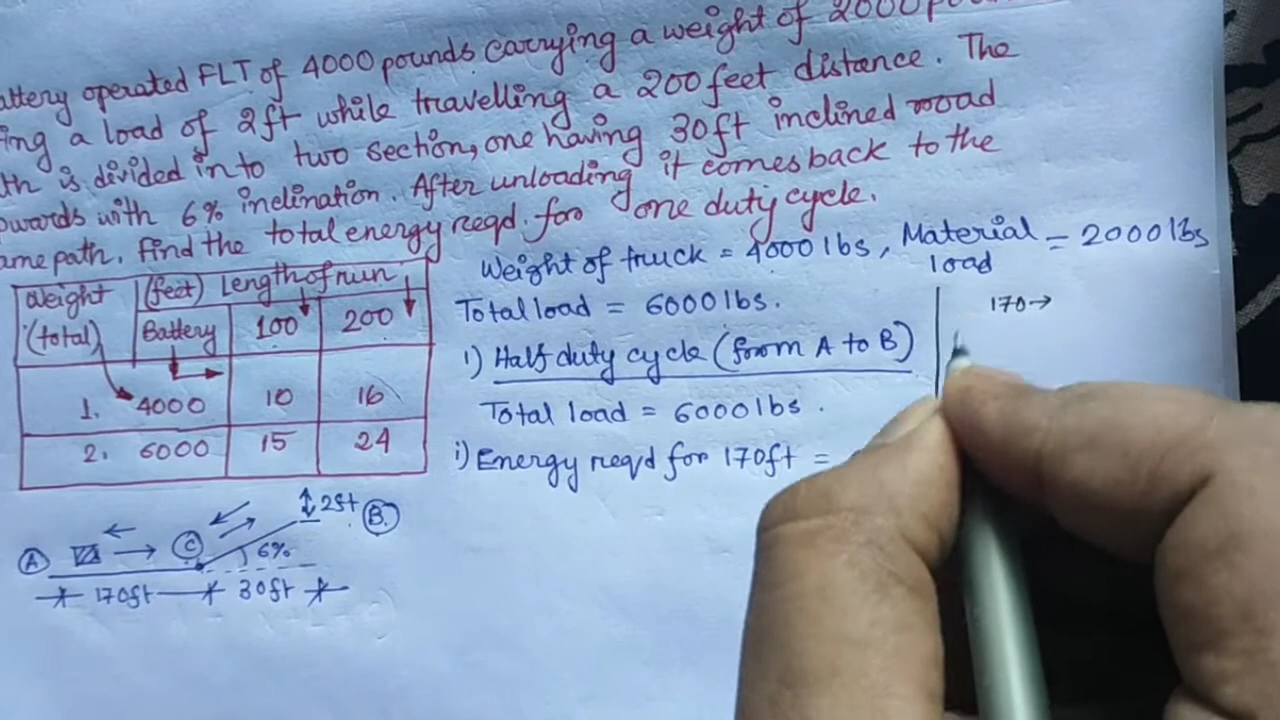 battery operated FLT of 4000 pounds carrying a weight of 2000
a load of 2ft while travelling a 200 feet distance. The
is divided in to two section, one having 30ft inclined road
with 6% inclination. After unloading it comes back to the
path. Find the total energy reqd. for one duty cycle.
Weight of truck = 4000 lbs, Material load = 2000 lbs
Total load = 6000 lbs.
1) Half duty cycle (from A to B)
Total load = 6000 lbs.
i) Energy reqd for 170ft =
170→
Weight (total) (feet) Length of run
Battery 100 200
1. 4000 10 16
2. 6000 15 24
2ft B.
A C 6%
170ft 30ft